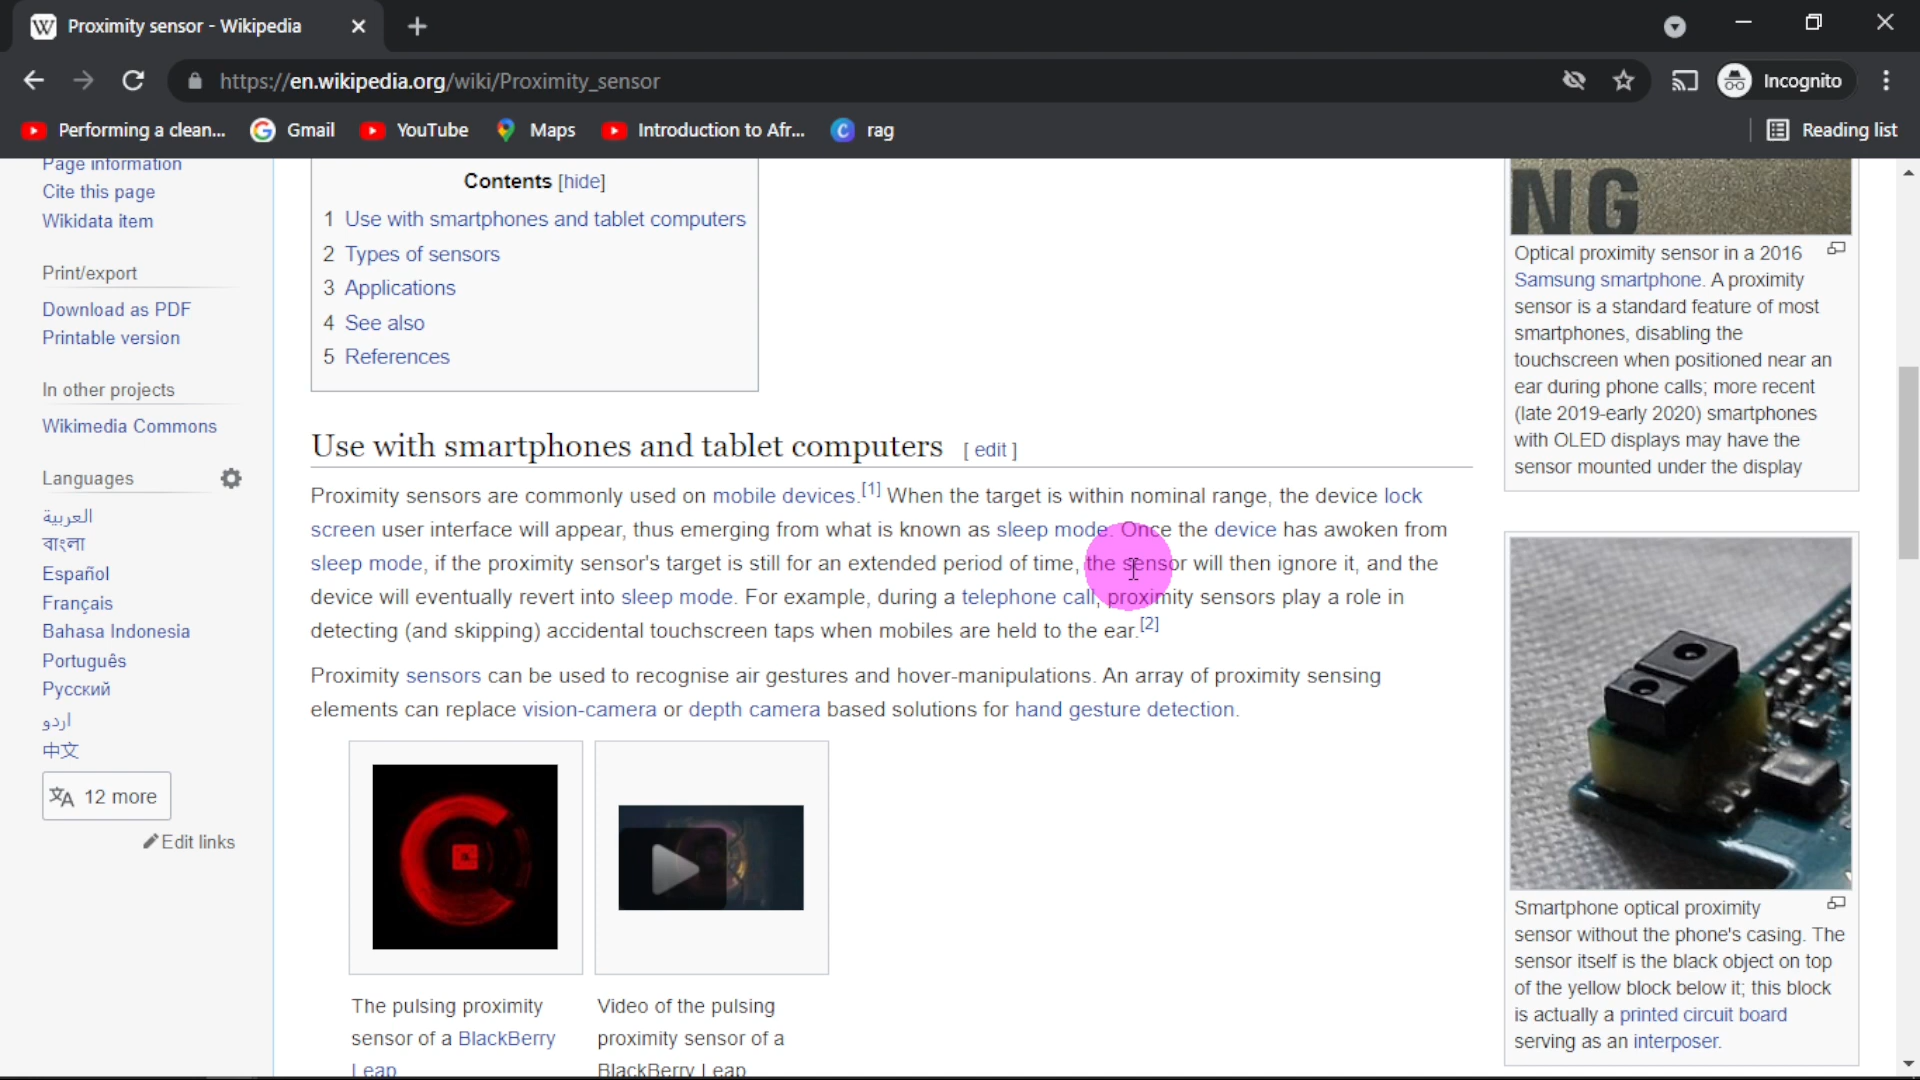 Proximity sensor - Wikipedia
https://en.wikipedia.org/wiki/Proximity_sensor
Incognito
Performing a clean...
Gmail
YouTube
Maps
Introduction to Afr...
rag
Reading list
Page information
Cite this page
Wikidata item
Print/export
Download as PDF
Printable version
In other projects
Wikimedia Commons
Languages
العربية
বাংলা
Español
Français
Bahasa Indonesia
Português
Русский
اردو
中文
12 more
Edit links
Contents [hide]
1 Use with smartphones and tablet computers
2 Types of sensors
3 Applications
4 See also
5 References
Use with smartphones and tablet computers [ edit ]
Proximity sensors are commonly used on mobile devices.[1] When the target is within nominal range, the device lock
screen user interface will appear, thus emerging from what is known as sleep mode. Once the device has awoken from
sleep mode, if the proximity sensor's target is still for an extended period of time, the sensor will then ignore it, and the
device will eventually revert into sleep mode. For example, during a telephone call, proximity sensors play a role in
detecting (and skipping) accidental touchscreen taps when mobiles are held to the ear.[2]
Proximity sensors can be used to recognise air gestures and hover-manipulations. An array of proximity sensing
elements can replace vision-camera or depth camera based solutions for hand gesture detection.
The pulsing proximity
sensor of a BlackBerry
Leap
Video of the pulsing
proximity sensor of a
BlackBerry Leap
NG
Optical proximity sensor in a 2016
Samsung smartphone. A proximity
sensor is a standard feature of most
smartphones, disabling the
touchscreen when positioned near an
ear during phone calls; more recent
(late 2019-early 2020) smartphones
with OLED displays may have the
sensor mounted under the display
Smartphone optical proximity
sensor without the phone's casing. The
sensor itself is the black object on top
of the yellow block below it; this block
is actually a printed circuit board
serving as an interposer.